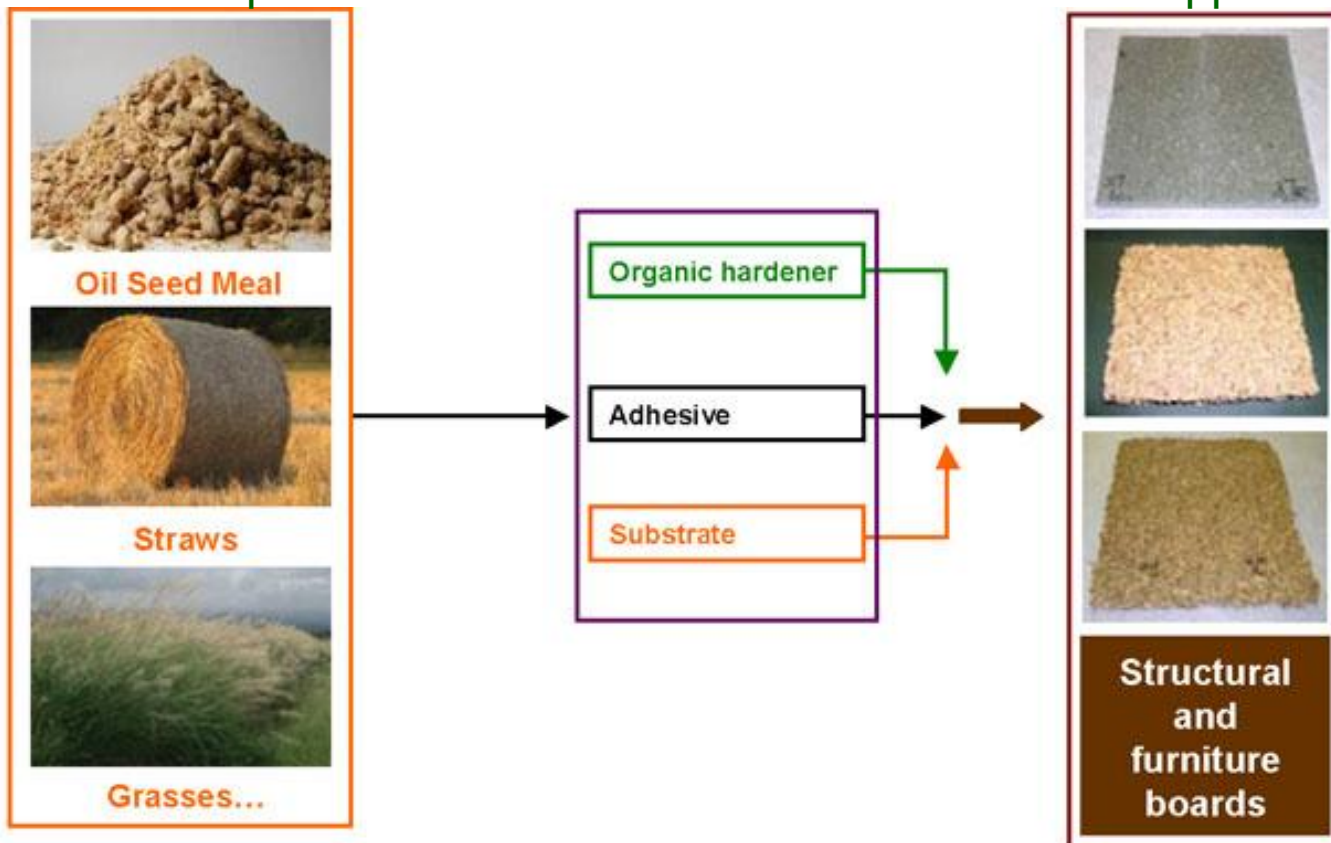 Oil Seed Meal
Straws
Grasses...
Organic hardener
Adhesive
Substrate
Structural
and
furniture
boards